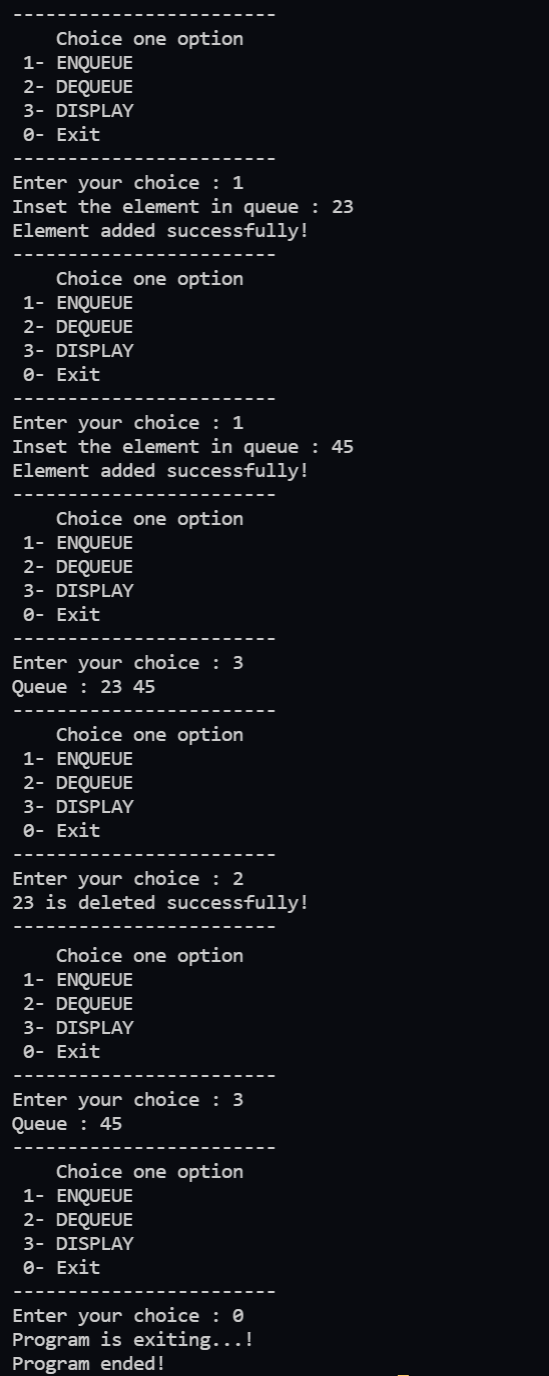 ------------------------
    Choice one option
 1- ENQUEUE
 2- DEQUEUE
 3- DISPLAY
 0- Exit
------------------------
Enter your choice : 1
Inset the element in queue : 23
Element added successfully!
------------------------
    Choice one option
 1- ENQUEUE
 2- DEQUEUE
 3- DISPLAY
 0- Exit
------------------------
Enter your choice : 1
Inset the element in queue : 45
Element added successfully!
------------------------
    Choice one option
 1- ENQUEUE
 2- DEQUEUE
 3- DISPLAY
 0- Exit
------------------------
Enter your choice : 3
Queue : 23 45
------------------------
    Choice one option
 1- ENQUEUE
 2- DEQUEUE
 3- DISPLAY
 0- Exit
------------------------
Enter your choice : 2
23 is deleted successfully!
------------------------
    Choice one option
 1- ENQUEUE
 2- DEQUEUE
 3- DISPLAY
 0- Exit
------------------------
Enter your choice : 3
Queue : 45
------------------------
    Choice one option
 1- ENQUEUE
 2- DEQUEUE
 3- DISPLAY
 0- Exit
------------------------
Enter your choice : 0
Program is exiting...!
Program ended!